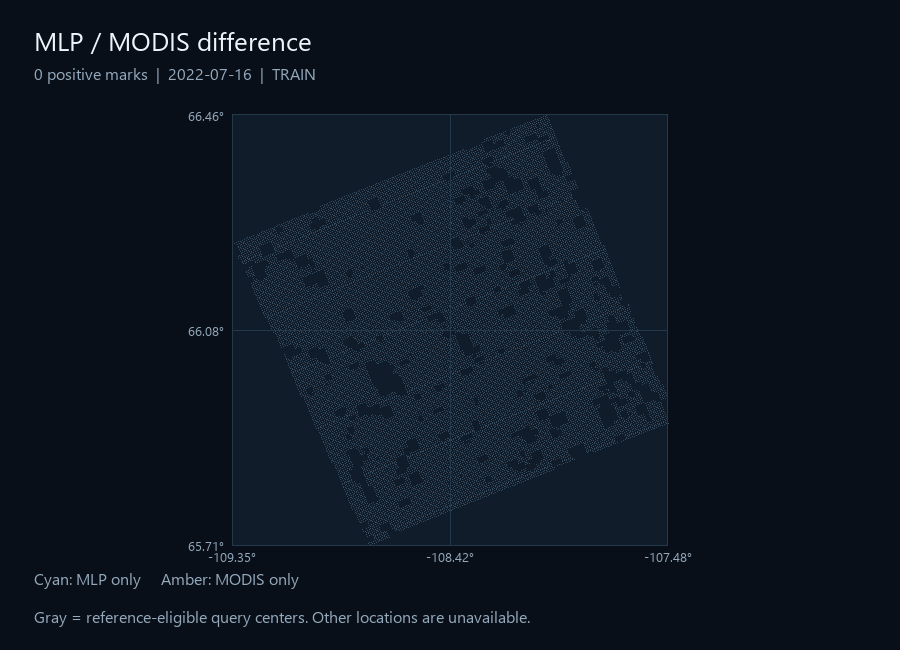 MLP / MODIS difference
0 positive marks | 2022-07-16 | TRAIN
66.46°
66.08°
65.71°
-109.35° -108.42° -107.48°
Cyan: MLP only Amber: MODIS only
Gray = reference-eligible query centers. Other locations are unavailable.